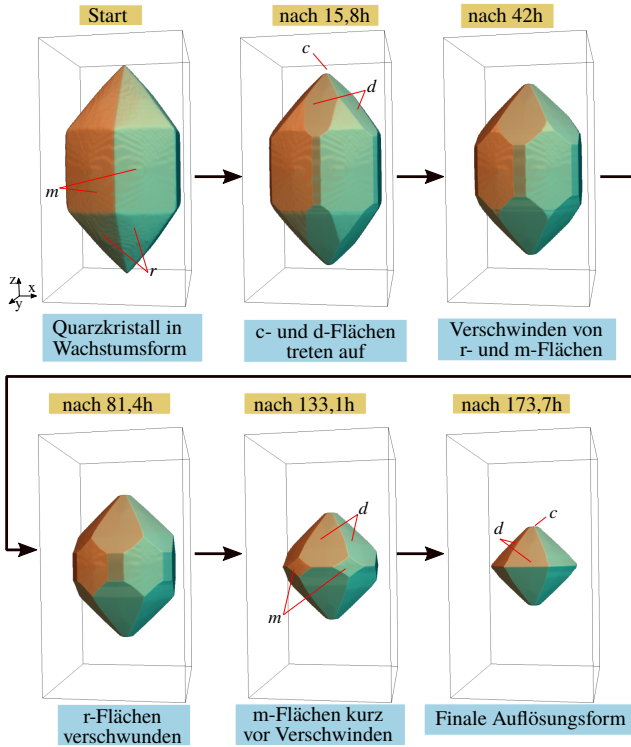 Start
nach 15,8h
nach 42h
c
d
m
r
z
x
y
Quarzkristall in
Wachstumsform
c- und d-Flächen
treten auf
Verschwinden von
r- und m-Flächen
nach 81,4h
nach 133,1h
nach 173,7h
d
c
d
m
r-Flächen
verschwunden
m-Flächen kurz
vor Verschwinden
Finale Auflösungsform